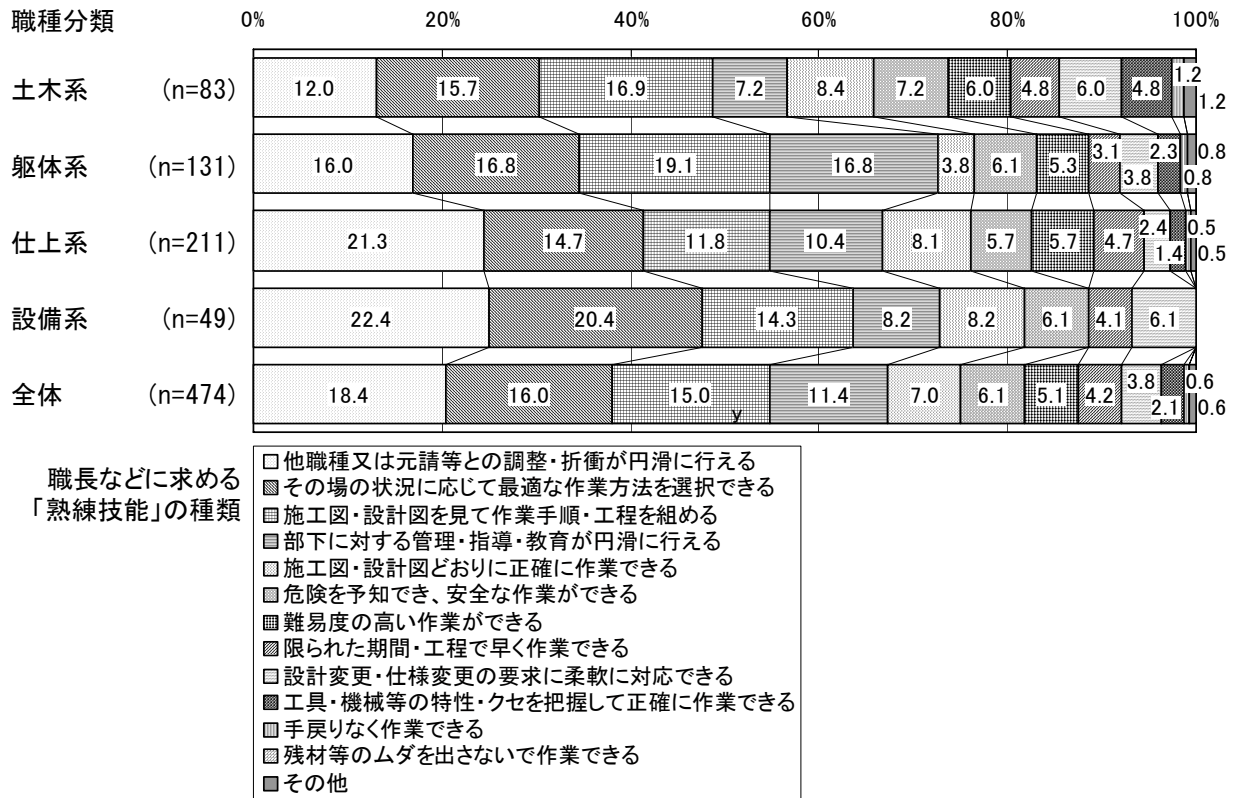 職種分類 0% 20% 40% 60% 80% 100%
土木系 (n=83) 12.0 15.7 16.9 7.2 8.4 7.2 6.0 4.8 6.0 4.8 1.2 1.2
躯体系 (n=131) 16.0 16.8 19.1 16.8 3.8 6.1 5.3 3.1 3.8 2.3 0.8 0.8
仕上系 (n=211) 21.3 14.7 11.8 10.4 8.1 5.7 5.7 4.7 2.4 1.4 0.5 0.5
設備系 (n=49) 22.4 20.4 14.3 8.2 8.2 6.1 4.1 6.1
全体 (n=474) 18.4 16.0 15.0 11.4 7.0 6.1 5.1 4.2 3.8 2.1 0.6 0.6
y
職長などに求める
「熟練技能」の種類
他職種又は元請等との調整・折衝が円滑に行える
その場の状況に応じて最適な作業方法を選択できる
施工図・設計図を見て作業手順・工程を組める
部下に対する管理・指導・教育が円滑に行える
施工図・設計図どおりに正確に作業できる
危険を予知でき、安全な作業ができる
難易度の高い作業ができる
限られた期間・工程で早く作業できる
設計変更・仕様変更の要求に柔軟に対応できる
工具・機械等の特性・クセを把握して正確に作業できる
手戻りなく作業できる
残材等のムダを出さないで作業できる
その他